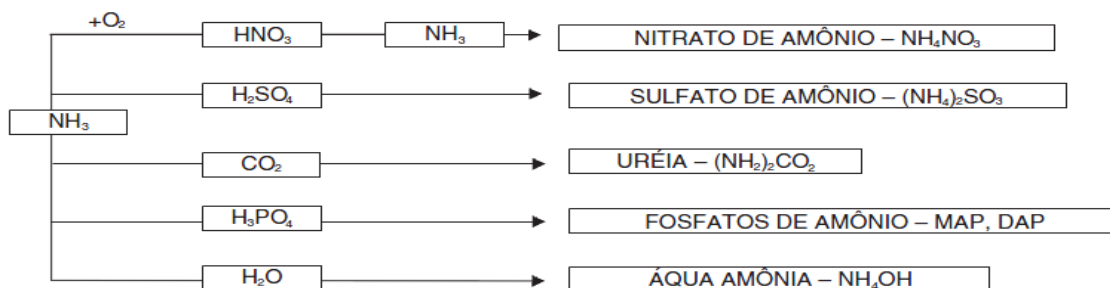 +O₂
HNO₃
NH₃
NITRATO DE AMÔNIO – NH₄NO₃
H₂SO₄
SULFATO DE AMÔNIO – (NH₄)₂SO₃
NH₃
CO₂
URÉIA – (NH₂)₂CO₂
H₃PO₄
FOSFATOS DE AMÔNIO – MAP, DAP
H₂O
ÁQUA AMÔNIA – NH₄OH